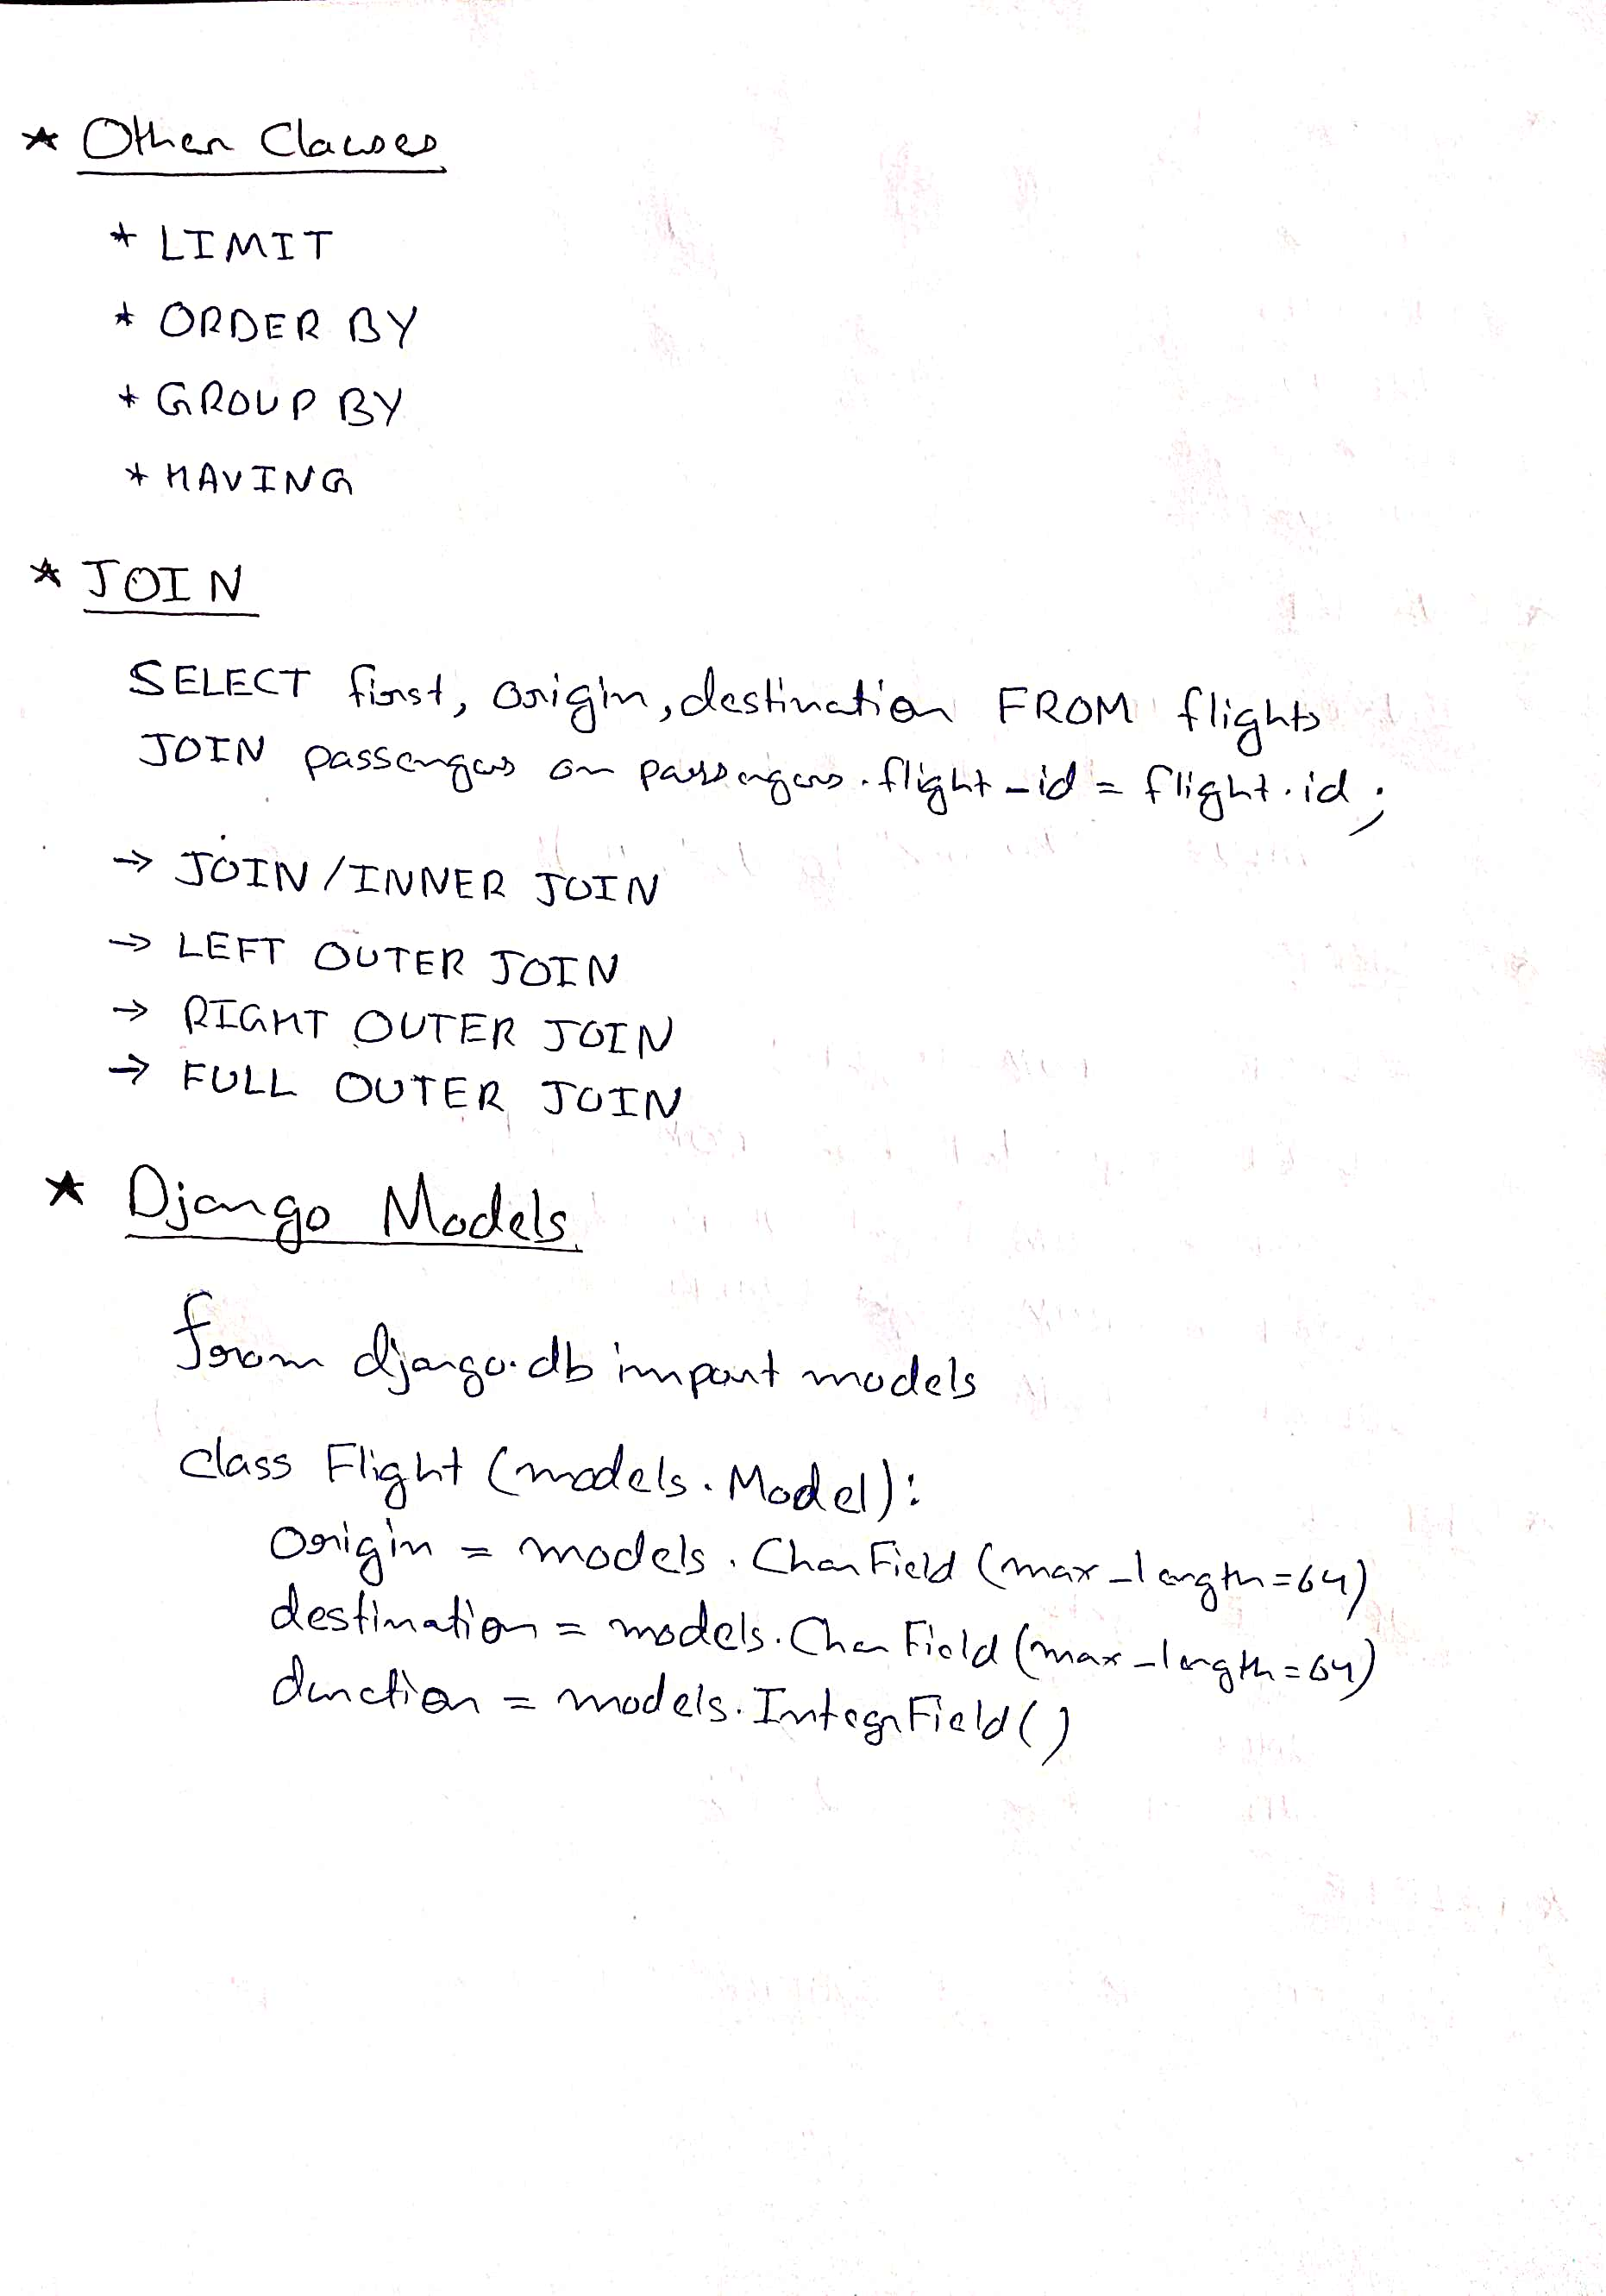 * Other Clauses
* LIMIT
* ORDER BY
* GROUP BY
* HAVING
* JOIN
SELECT first, origin, destination FROM flights
JOIN passengers on passengers.flight_id = flight.id;
→ JOIN/INNER JOIN
→ LEFT OUTER JOIN
→ RIGHT OUTER JOIN
→ FULL OUTER JOIN
* Django Models
from django.db import models
class Flight (models.Model):
origin = models.CharField (max_length=64)
destination = models.CharField (max_length=64)
duration = models.IntegerField()